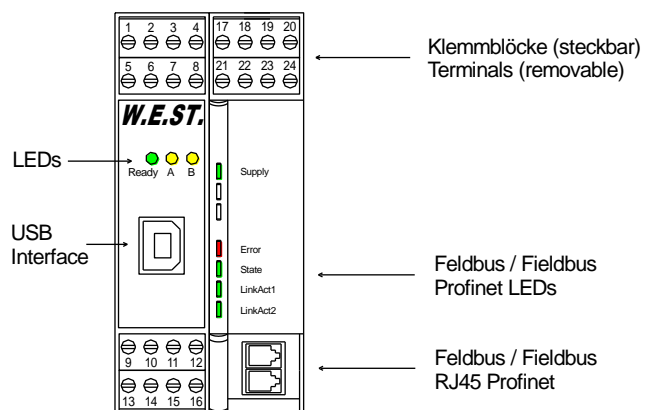 1 2 3 4 17 18 19 20
5 6 7 8 21 22 23 24
Klemmblöcke (steckbar)
Terminals (removable)
W.E.ST.
LEDs
Ready A B
Supply
USB
Interface
Error
State
LinkAct1
LinkAct2
Feldbus / Fieldbus
Profinet LEDs
9 10 11 12
13 14 15 16
Feldbus / Fieldbus
RJ45 Profinet